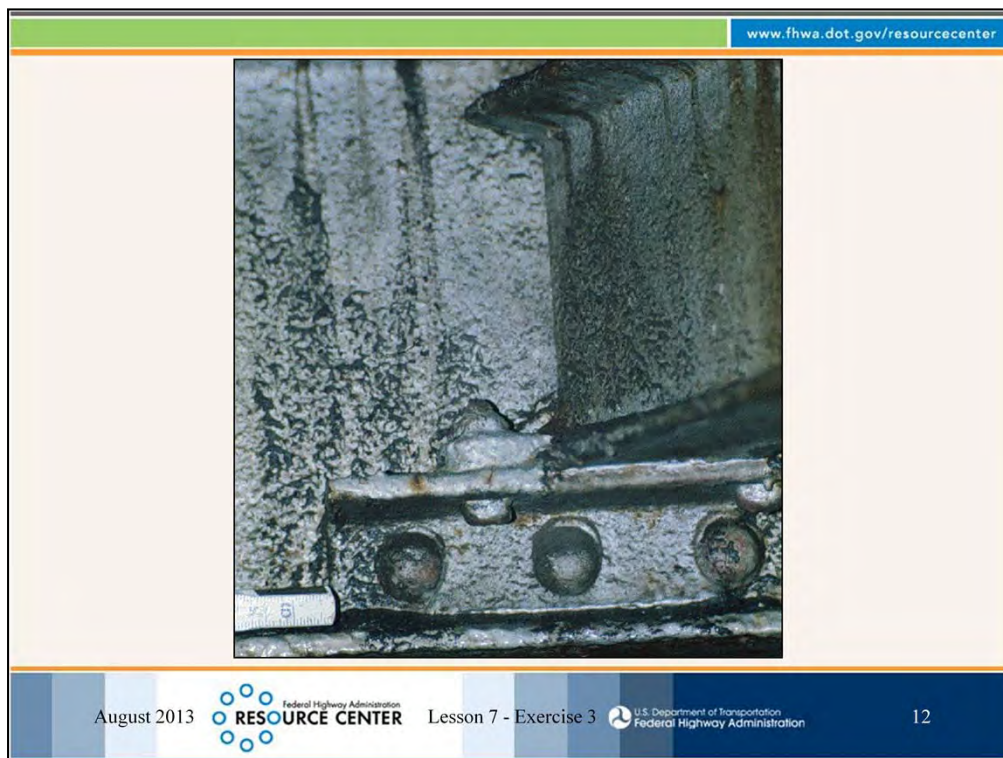 www.fhwa.dot.gov/resourcecenter
August 2013
Federal Highway Administration
RESOURCE CENTER
Lesson 7 - Exercise 3
U.S. Department of Transportation
Federal Highway Administration
12